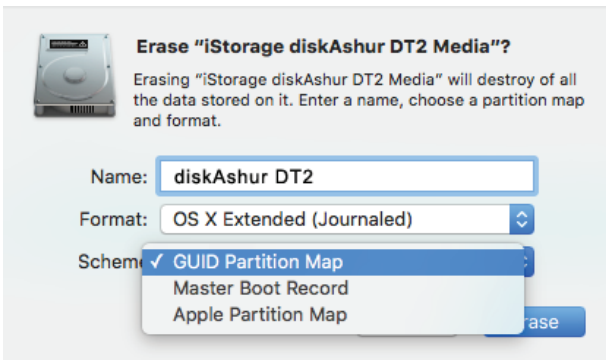 Erase “iStorage diskAshur DT2 Media”?
Erasing “iStorage diskAshur DT2 Media” will destroy of all
the data stored on it. Enter a name, choose a partition map
and format.
Name: diskAshur DT2
Format: OS X Extended (Journaled)
Schem ✓ GUID Partition Map
Master Boot Record
Apple Partition Map
rase